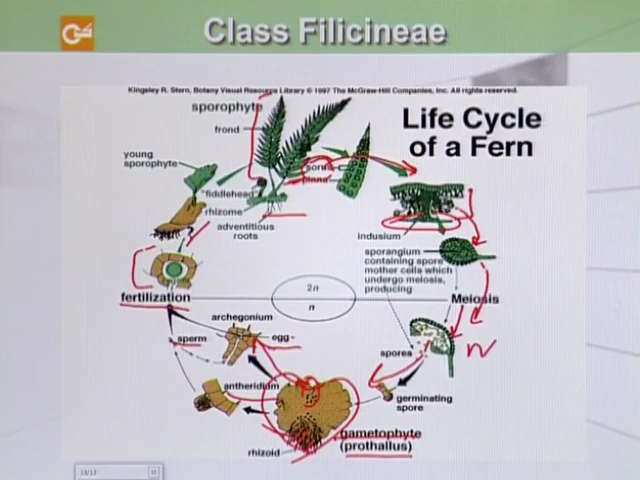 Class Filicineae
Kingsley R. Stern, Botany Visual Resource Library © 1997 The McGraw-Hill Companies, Inc. All rights reserved.
Life Cycle
of a Fern
sporophyte
frond
young
sporophyte
"fiddlehead"
rhizome
adventitious
roots
sorus
pinna
indusium
sporangium
containing spore
mother cells which
undergo meiosis,
producing
2n
n
fertilization
Meiosis
archegonium
egg
sperm
spores
N
antheridium
germinating
spore
gametophyte
(prothallus)
rhizoid
13/13